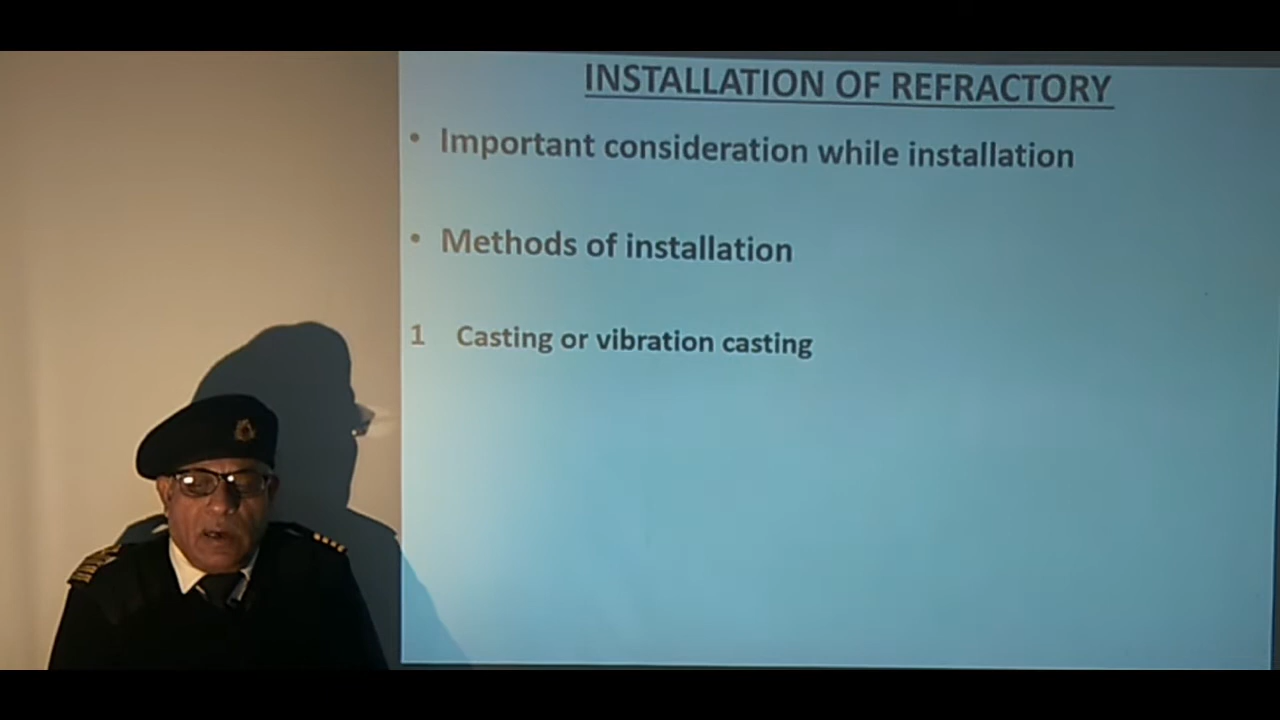 INSTALLATION OF REFRACTORY
• Important consideration while installation
• Methods of installation
1 Casting or vibration casting